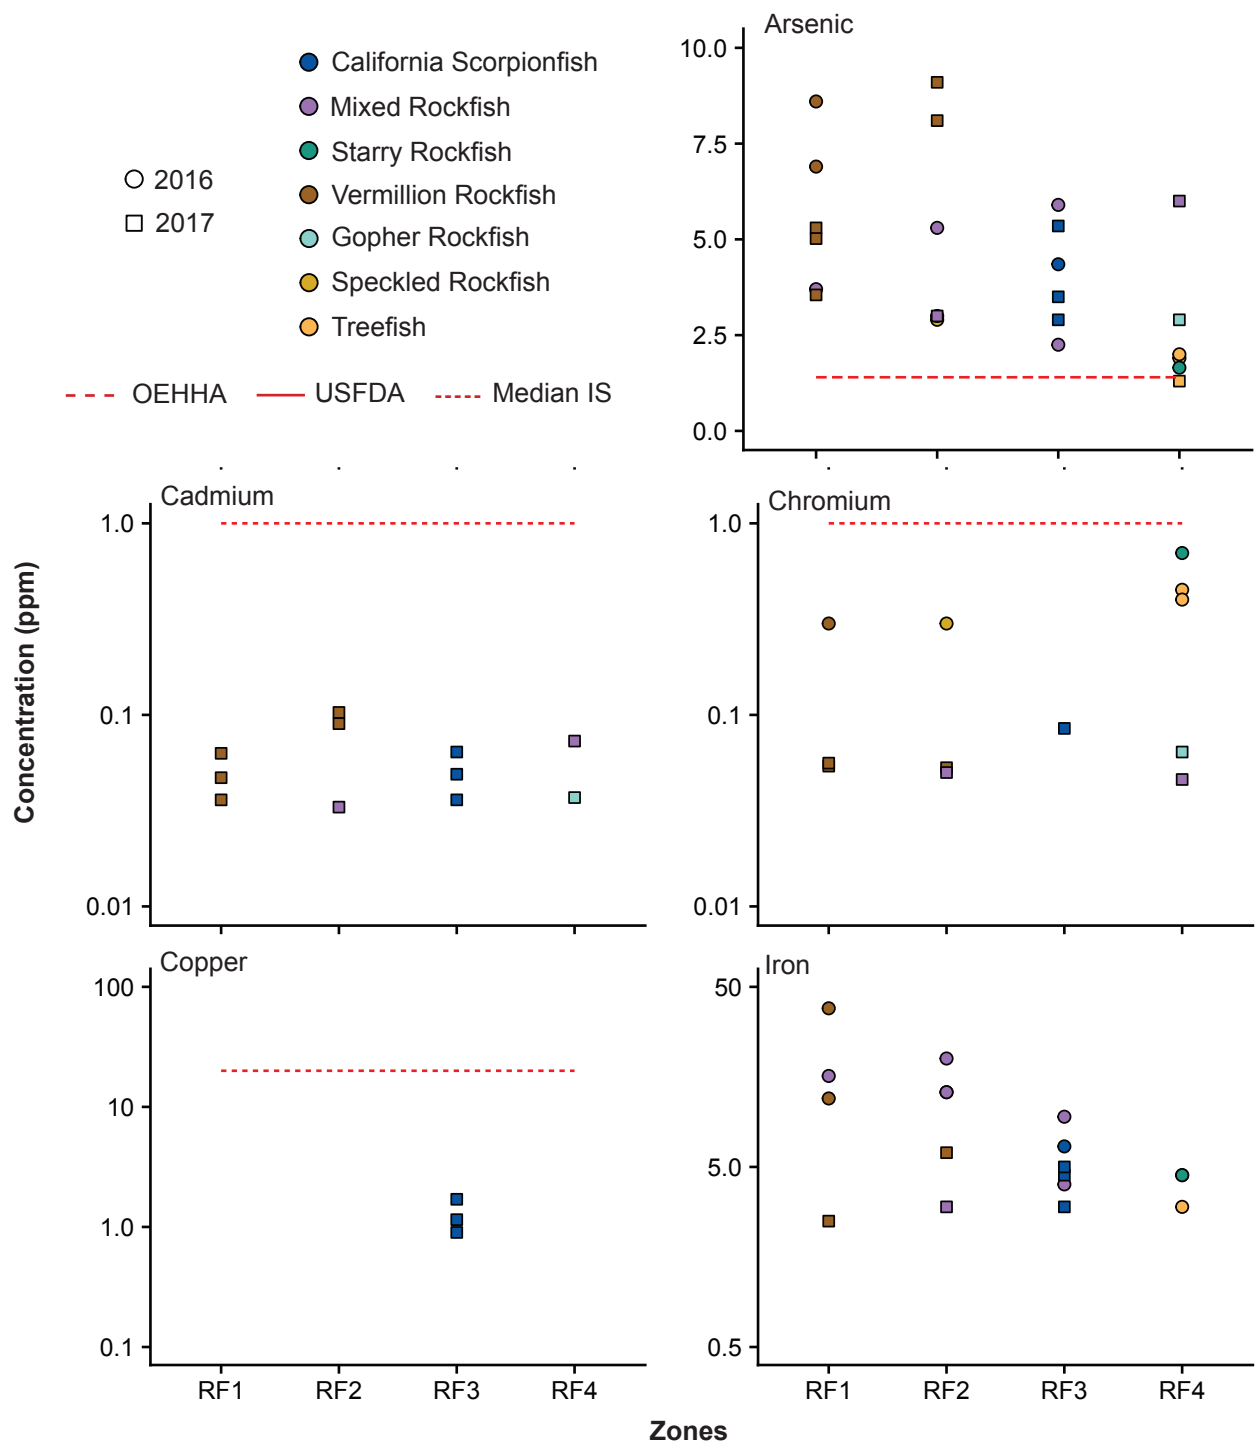 Arsenic
California Scorpionfish
Mixed Rockfish
Starry Rockfish
Vermillion Rockfish
Gopher Rockfish
Speckled Rockfish
Treefish
2016
2017
OEHHA USFDA Median IS
10.0
7.5
5.0
2.5
0.0
Cadmium
1.0
0.1
0.01
Chromium
1.0
0.1
0.01
Concentration (ppm)
Copper
100
10
1.0
0.1
RF1 RF2 RF3 RF4
Iron
50
5.0
0.5
RF1 RF2 RF3 RF4
Zones